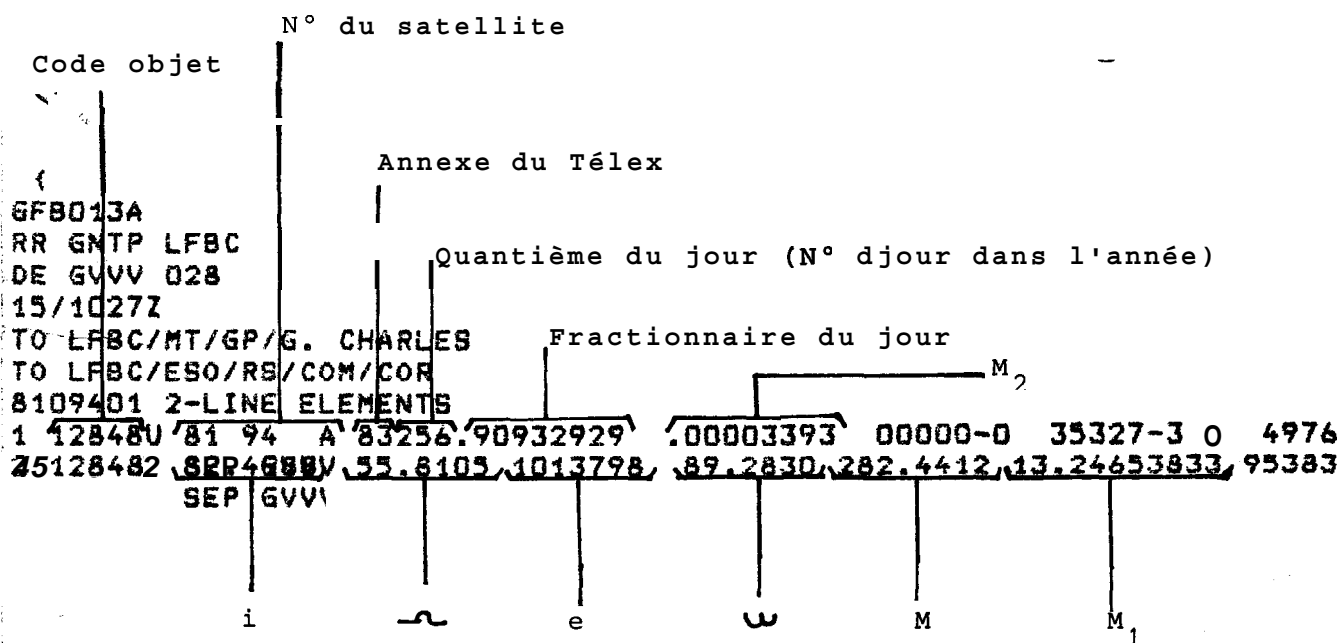 N° du satellite
Code objet
Annexe du Télex
GFB013A
RR GNTP LFBC
DE GVVV 028
Quantième du jour (N° djour dans l'année)
15/1027Z
TO LFBC/MT/GP/G. CHARLES
Fractionnaire du jour
TO LFBC/ESO/RS/COM/COR
M2
8109401 2-LINE ELEMENTS
1 12848U 81 94 A 83256.90932929 .00003393 00000-0 35327-3 0 4976
128482 55.8105 1013798 89.2830 282.4412 13.24653833 95383
SEP GVVV
i Ω e ω M M1